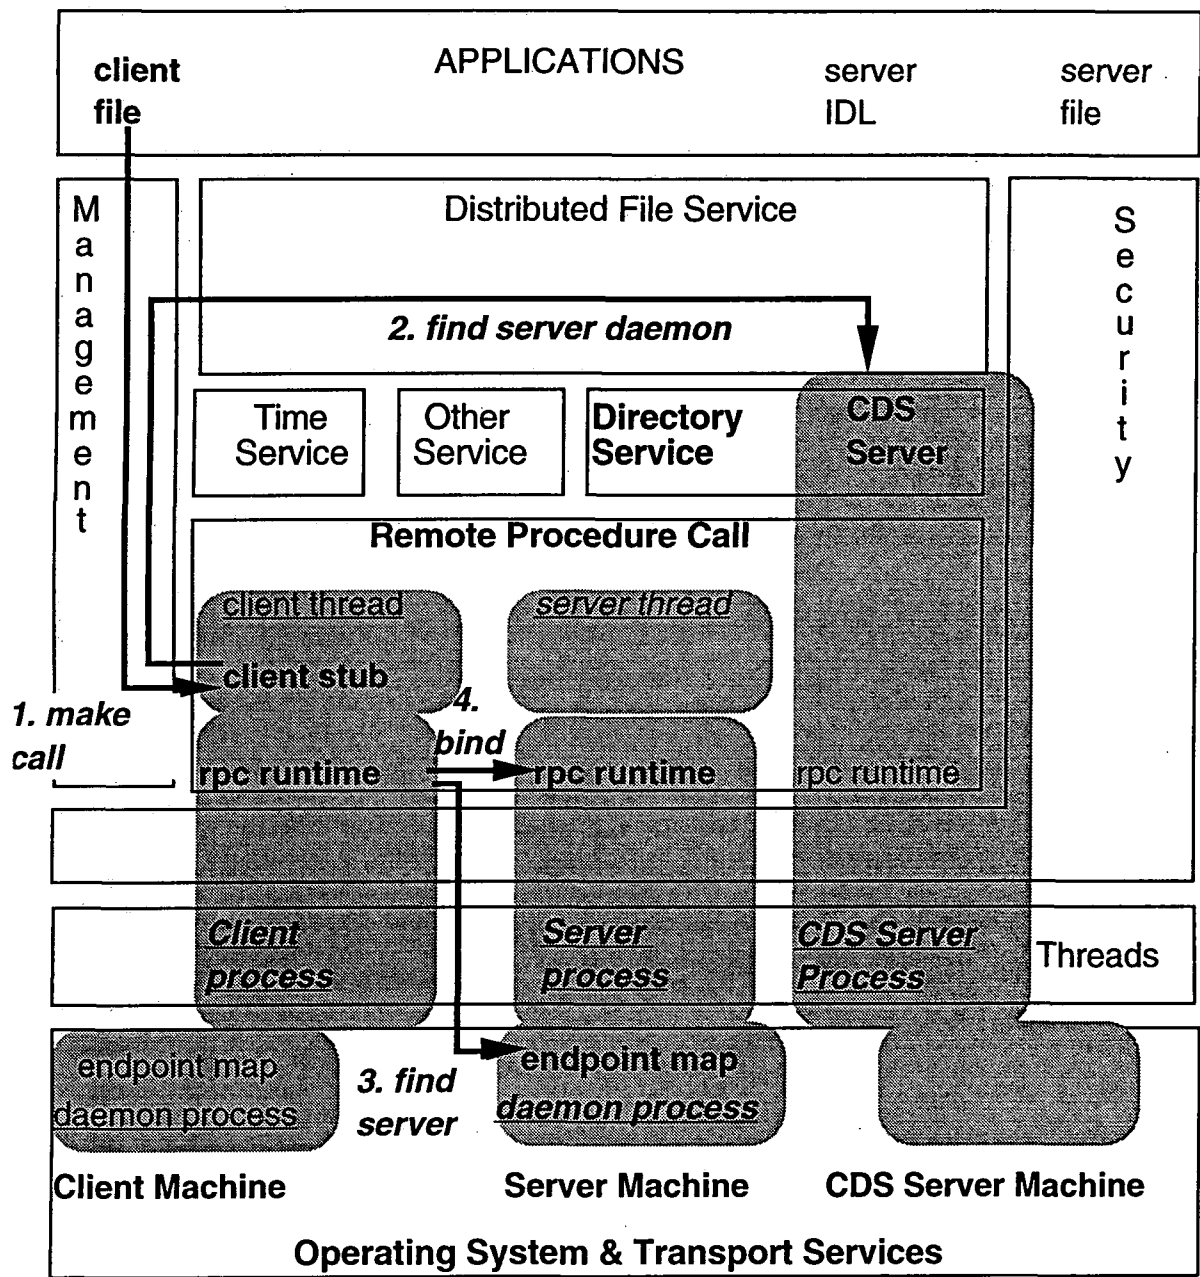 APPLICATIONS
client
file
server
IDL
server
file
Management
Distributed File Service
Security
2. find server daemon
Time
Service
Other
Service
Directory
Service
CDS
Server
Remote Procedure Call
client thread
server thread
client stub
1. make
call
4.
bind
rpc runtime
rpc runtime
rpc runtime
Client
process
Server
process
CDS Server
Process
Threads
endpoint map
daemon process
3. find
server
endpoint map
daemon process
Client Machine
Server Machine
CDS Server Machine
Operating System & Transport Services